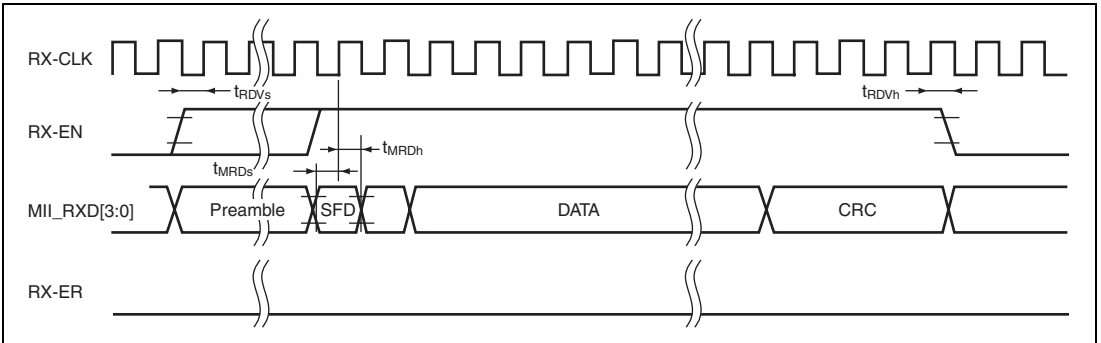 RX-CLK
tRDVs
tRDVh
RX-EN
tMRDh
tMRDs
MII_RXD[3:0]
Preamble
SFD
DATA
CRC
RX-ER